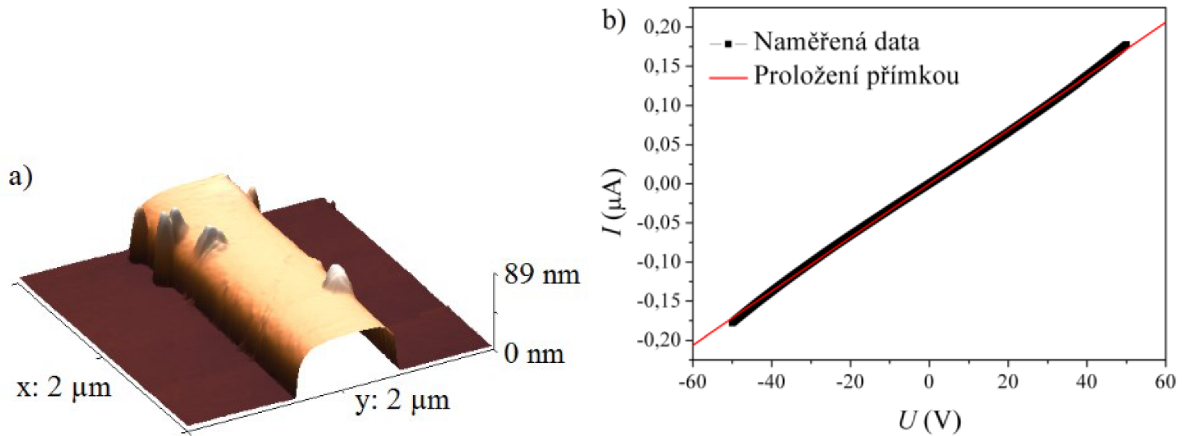 a)
89 nm
0 nm
x: 2 µm
y: 2 µm
b)
Naměřená data
Proložení přímkou
I (µA)
0,20
0,15
0,10
0,05
0,00
-0,05
-0,10
-0,15
-0,20
-60 -40 -20 0 20 40 60
U (V)